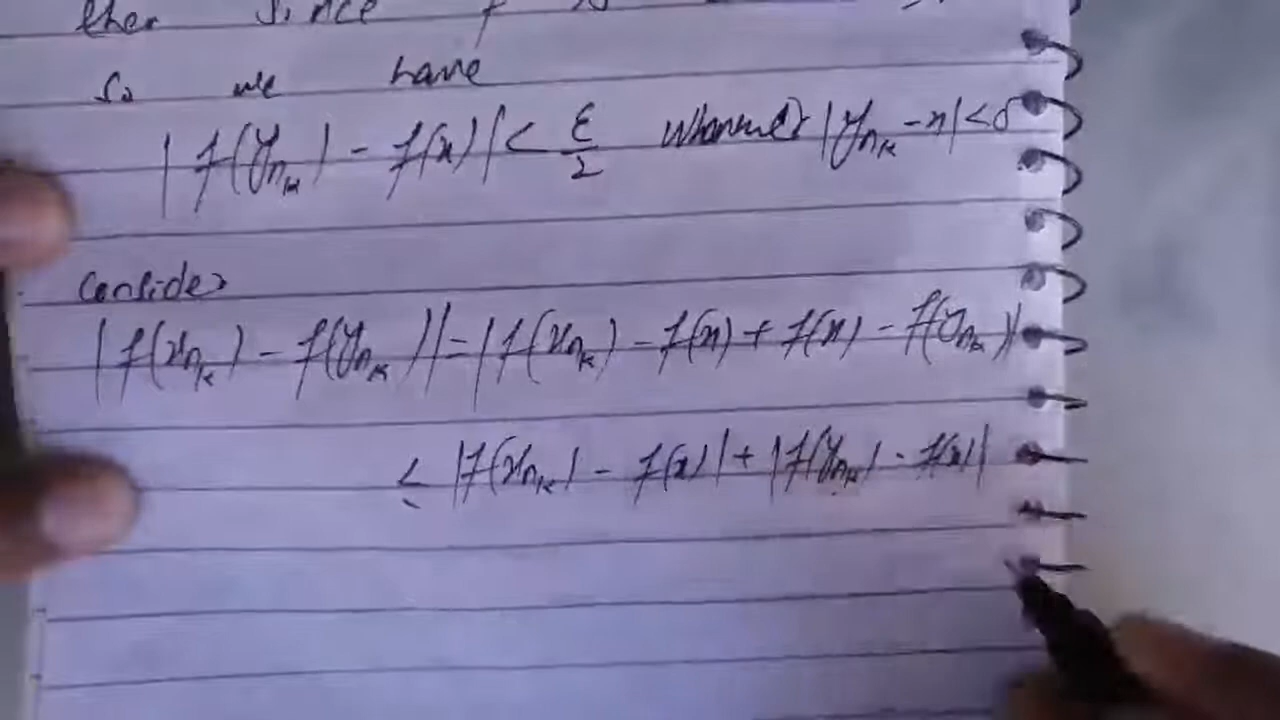 then since f is
So we have
|f(y_{n_k}) - f(x)| < ε/2 whenever |y_{n_k} - x| < δ
Consider
|f(x_{n_k}) - f(y_{n_k})| = |f(x_{n_k}) - f(x) + f(x) - f(y_{n_k})|
≤ |f(x_{n_k}) - f(x)| + |f(y_{n_k}) - f(x)|